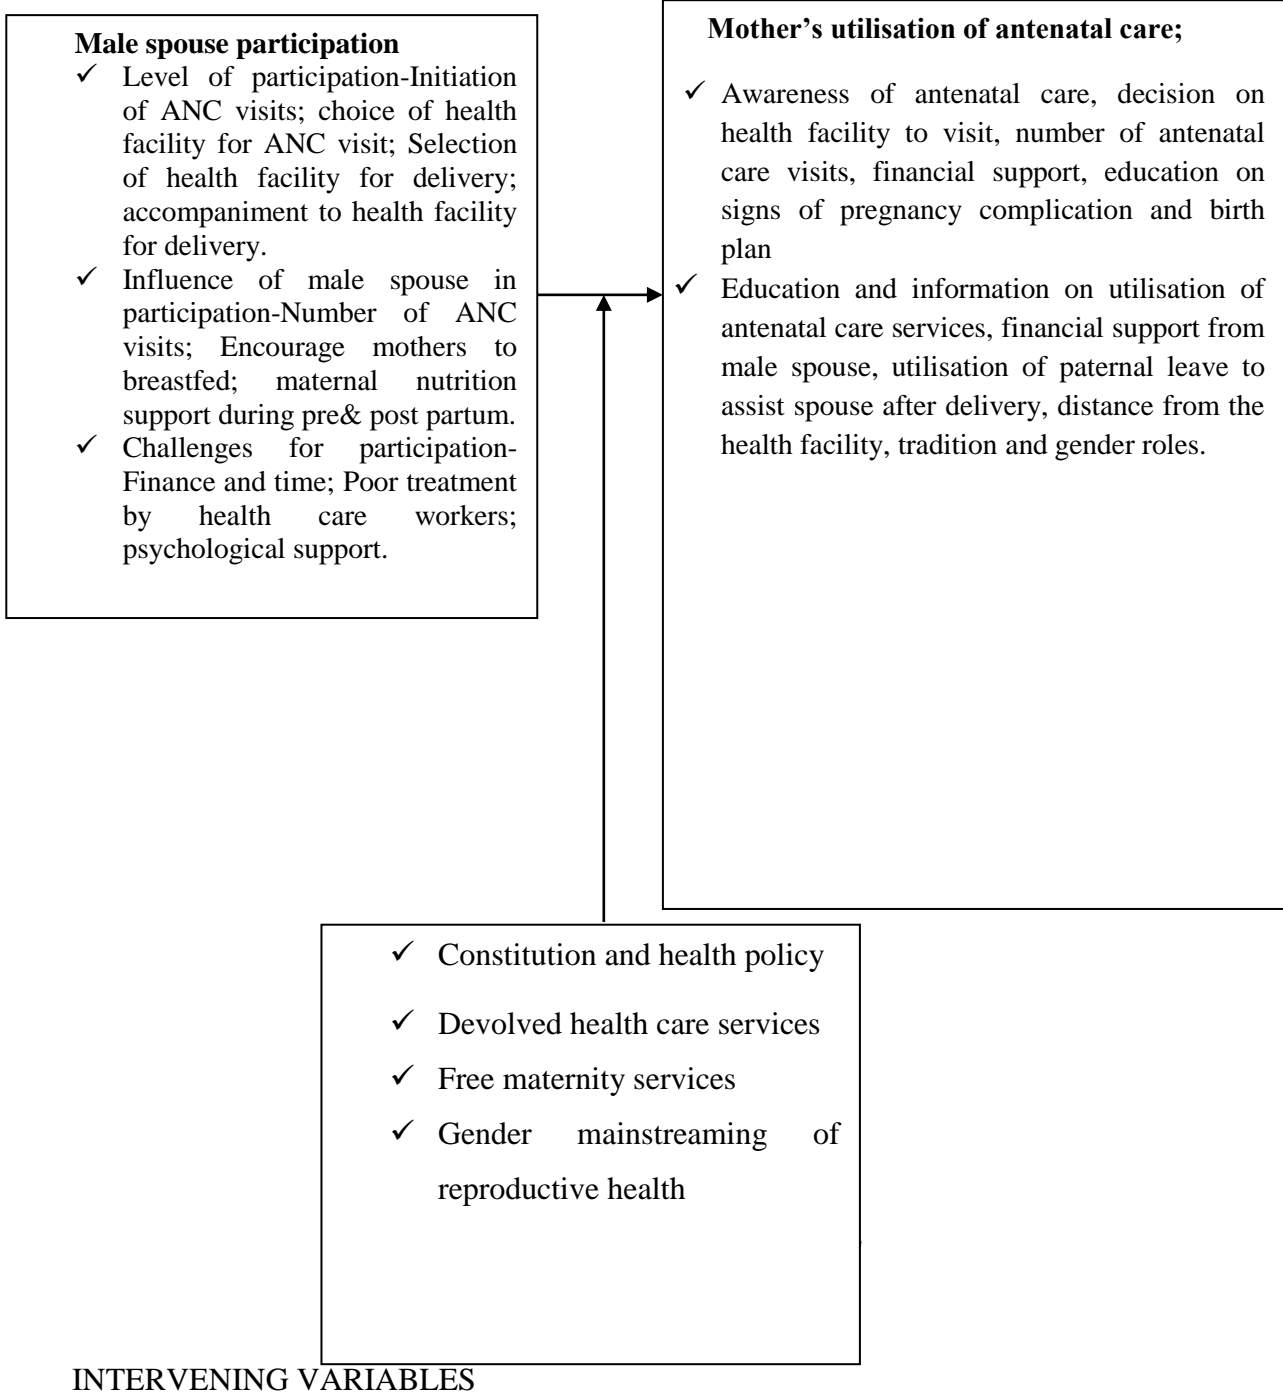 Male spouse participation
✓ Level of participation-Initiation
of ANC visits; choice of health
facility for ANC visit; Selection
of health facility for delivery;
accompaniment to health facility
for delivery.
✓ Influence of male spouse in
participation-Number of ANC
visits; Encourage mothers to
breastfed; maternal nutrition
support during pre& post partum.
✓ Challenges for participation-
Finance and time; Poor treatment
by health care workers;
psychological support.
Mother’s utilisation of antenatal care;
✓ Awareness of antenatal care, decision on
health facility to visit, number of antenatal
care visits, financial support, education on
signs of pregnancy complication and birth
plan
✓ Education and information on utilisation of
antenatal care services, financial support from
male spouse, utilisation of paternal leave to
assist spouse after delivery, distance from the
health facility, tradition and gender roles.
✓ Constitution and health policy
✓ Devolved health care services
✓ Free maternity services
✓ Gender mainstreaming of
reproductive health
INTERVENING VARIABLES